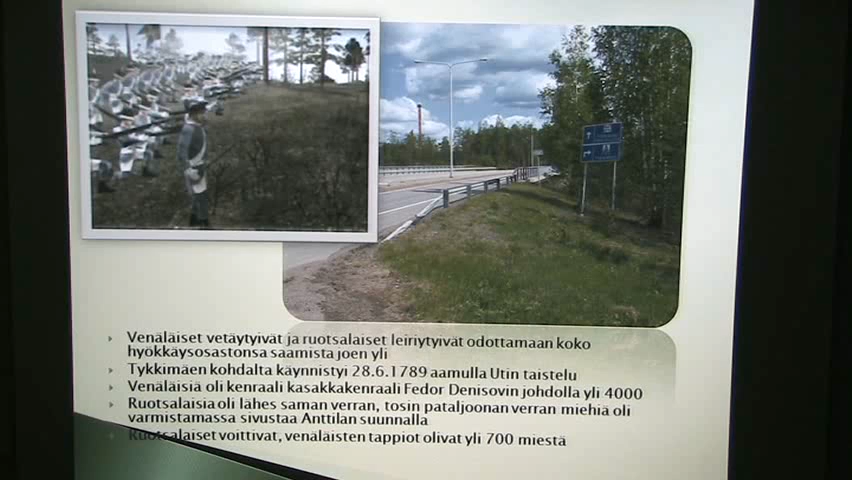 Venäläiset vetäytyivät ja ruotsalaiset leiriytyivät odottamaan koko
hyökkäysosastonsa saamista joen yli
Tykkimäen kohdalta käynnistyi 28.6.1789 aamulla Utin taistelu
Venäläisiä oli kenraali kasakkakenraali Fedor Denisovin johdolla yli 4000
Ruotsalaisia oli lähes saman verran, tosin pataljoonan verran miehiä oli
varmistamassa sivustaa Anttilan suunnalla
Ruotsalaiset voittivat, venäläisten tappiot olivat yli 700 miestä